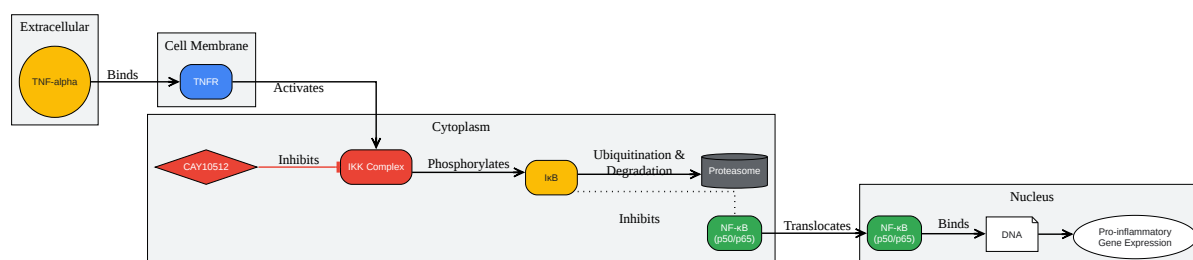 Extracellular
TNF-alpha
Binds
Cell Membrane
TNFR
Activates
Cytoplasm
CAY10512
Inhibits
IKK Complex
Phosphorylates
IκB
Ubiquitination &
Degradation
Proteasome
Inhibits
NF-κB
(p50/p65)
Translocates
Nucleus
NF-κB
(p50/p65)
Binds
DNA
Pro-inflammatory
Gene Expression